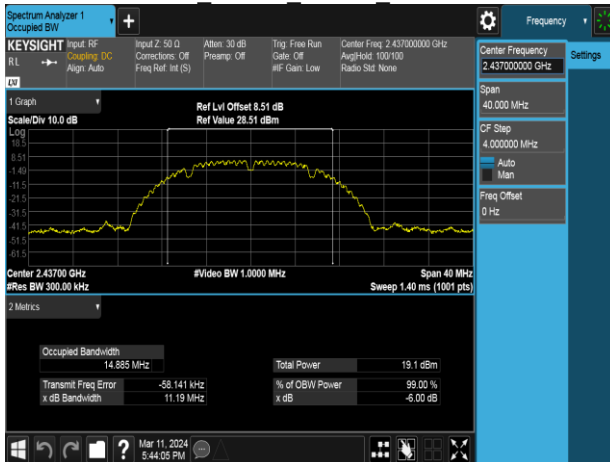 Spectrum Analyzer 1
Occupied BW
+
Frequency
KEYSIGHT
Input: RF
Input Z: 50 Ω
Atten: 30 dB
Trig: Free Run
Center Freq: 2.437000000 GHz
RL
Coupling: DC
Corrections: Off
Preamp: Off
Gate: Off
Avg|Hold: 100/100
Align: Auto
Freq Ref: Int (S)
#IF Gain: Low
Radio Std: None
LXI
Center Frequency
2.437000000 GHz
Settings
Span
40.000 MHz
CF Step
4.000000 MHz
Auto
Man
Freq Offset
0 Hz
1 Graph
Ref Lvl Offset 8.51 dB
Scale/Div 10.0 dB
Ref Value 28.51 dBm
Log
18.5
8.51
-1.49
-11.5
-21.5
-31.5
-41.5
-51.5
-61.5
Center 2.43700 GHz
#Video BW 1.0000 MHz
Span 40 MHz
#Res BW 300.00 kHz
Sweep 1.40 ms (1001 pts)
2 Metrics
Occupied Bandwidth
14.885 MHz
Total Power
19.1 dBm
Transmit Freq Error
-58.141 kHz
% of OBW Power
99.00 %
x dB Bandwidth
11.19 MHz
x dB
-6.00 dB
?
Mar 11, 2024
5:44:05 PM